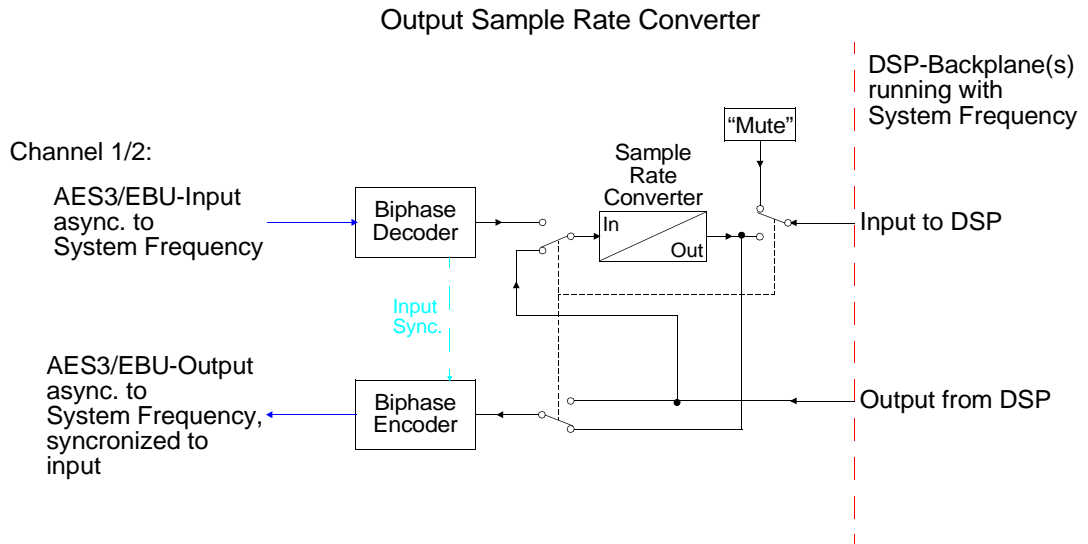 Output Sample Rate Converter
DSP-Backplane(s)
running with
System Frequency
"Mute"
Channel 1/2:
Sample
Rate
Converter
AES3/EBU-Input
async. to
System Frequency
Biphase
Decoder
In
Out
Input to DSP
Input
Sync.
AES3/EBU-Output
async. to
System Frequency,
syncronized to
input
Biphase
Encoder
Output from DSP